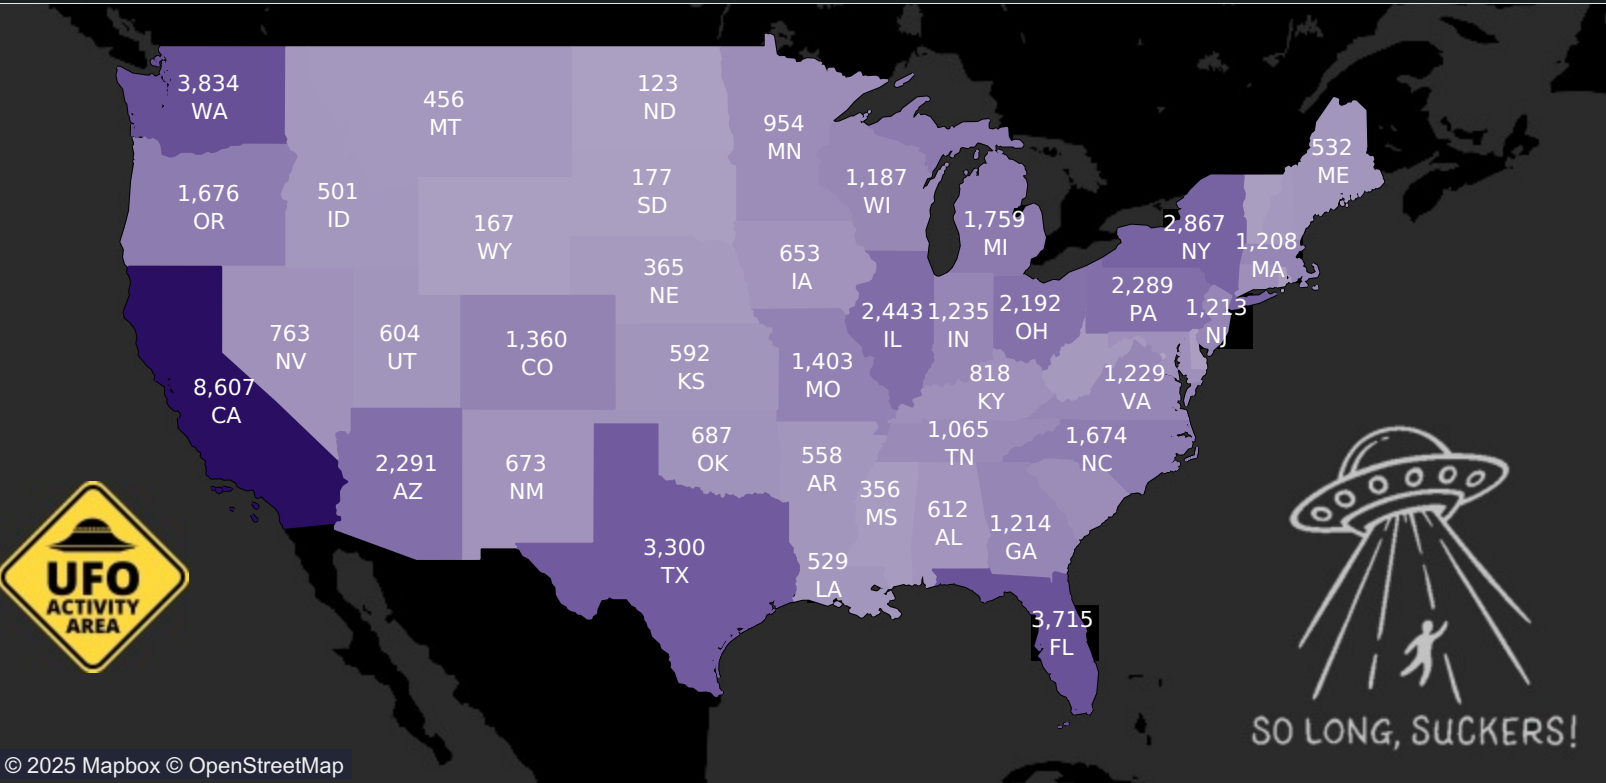 3,834
WA
456
MT
123
ND
954
MN
532
ME
1,676
OR
501
ID
177
SD
1,187
WI
1,759
MI
2,867
NY
1,208
MA
167
WY
653
IA
365
NE
2,289
PA
1,213
NJ
2,443
IL
1,235
IN
2,192
OH
763
NV
604
UT
1,360
CO
592
KS
1,403
MO
818
KY
1,229
VA
8,607
CA
2,291
AZ
673
NM
687
OK
558
AR
1,065
TN
1,674
NC
356
MS
612
AL
1,214
GA
3,300
TX
529
LA
3,715
FL
UFO
ACTIVITY
AREA
SO LONG, SUCKERS!
© 2025 Mapbox © OpenStreetMap